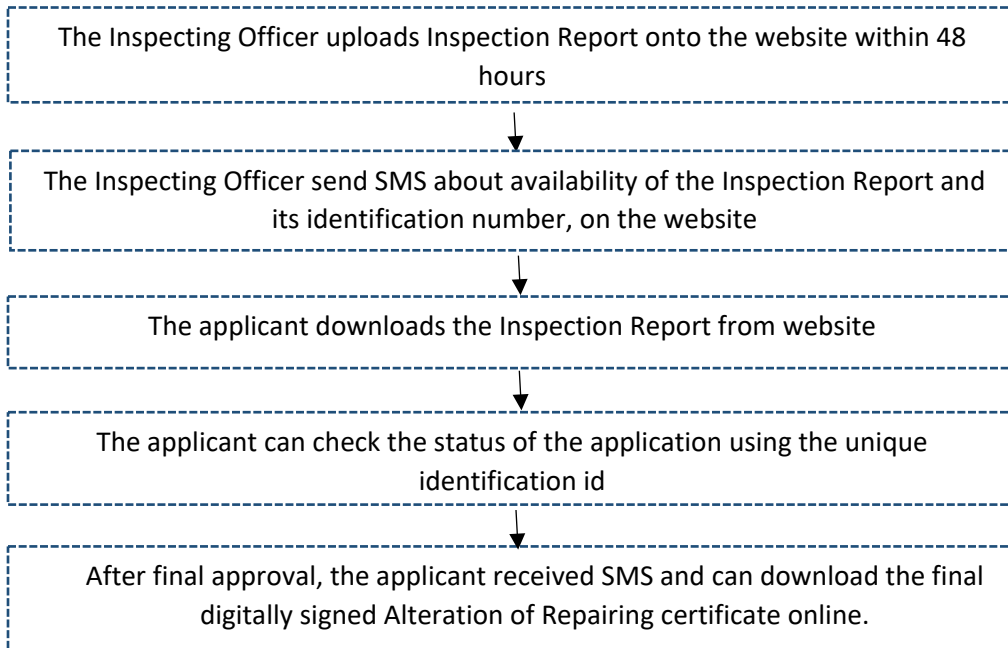 The Inspecting Officer uploads Inspection Report onto the website within 48
hours
The Inspecting Officer send SMS about availability of the Inspection Report and
its identification number, on the website
The applicant downloads the Inspection Report from website
The applicant can check the status of the application using the unique
identification id
After final approval, the applicant received SMS and can download the final
digitally signed Alteration of Repairing certificate online.